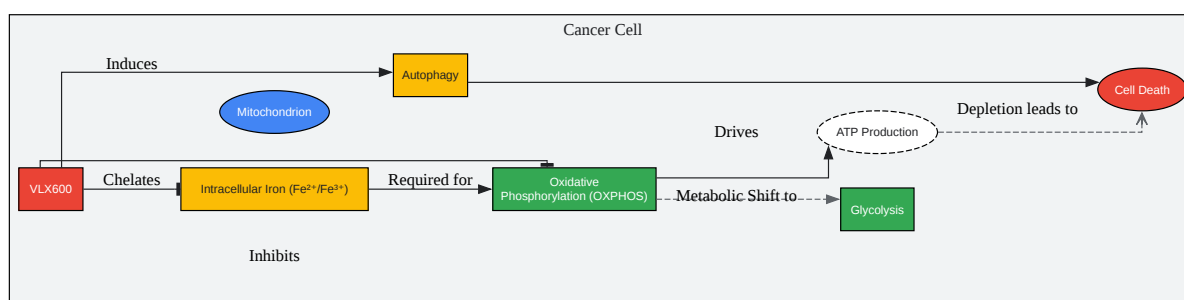 Cancer Cell
Induces
Autophagy
Cell Death
Mitochondrion
Depletion leads to
Drives
ATP Production
VLX600
Chelates
Intracellular Iron (Fe²⁺/Fe³⁺)
Required for
Oxidative
Phosphorylation (OXPHOS)
Metabolic Shift to
Glycolysis
Inhibits